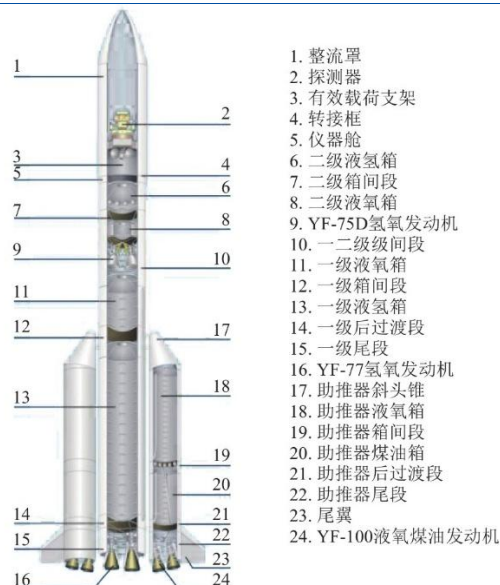 1
2
3
4
5
6
7
8
9
10
11
12
17
18
13
19
20
14
21
22
15
23
16
24
1. 整流罩
2. 探测器
3. 有效载荷支架
4. 转接框
5. 仪器舱
6. 二级液氢箱
7. 二级箱间段
8. 二级液氧箱
9. YF-75D氢氧发动机
10. 一二级级间段
11. 一级液氧箱
12. 一级箱间段
13. 一级液氢箱
14. 一级后过渡段
15. 一级尾段
16. YF-77氢氧发动机
17. 助推器斜头锥
18. 助推器液氧箱
19. 助推器箱间段
20. 助推器煤油箱
21. 助推器后过渡段
22. 助推器尾段
23. 尾翼
24. YF-100液氧煤油发动机